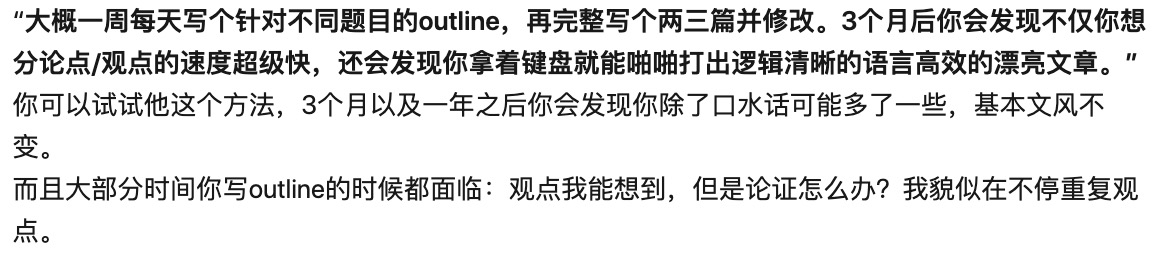 “大概一周每天写个针对不同题目的outline，再完整写个两三篇并修改。3个月后你会发现不仅你想
分论点/观点的速度超级快，还会发现你拿着键盘就能啪啪打出逻辑清晰的语言高效的漂亮文章。”
你可以试试他这个方法，3个月以及一年之后你会发现你除了口水话可能多了一些，基本文风不
变。
而且大部分时间你写outline的时候都面临：观点我能想到，但是论证怎么办？我貌似在不停重复观
点。